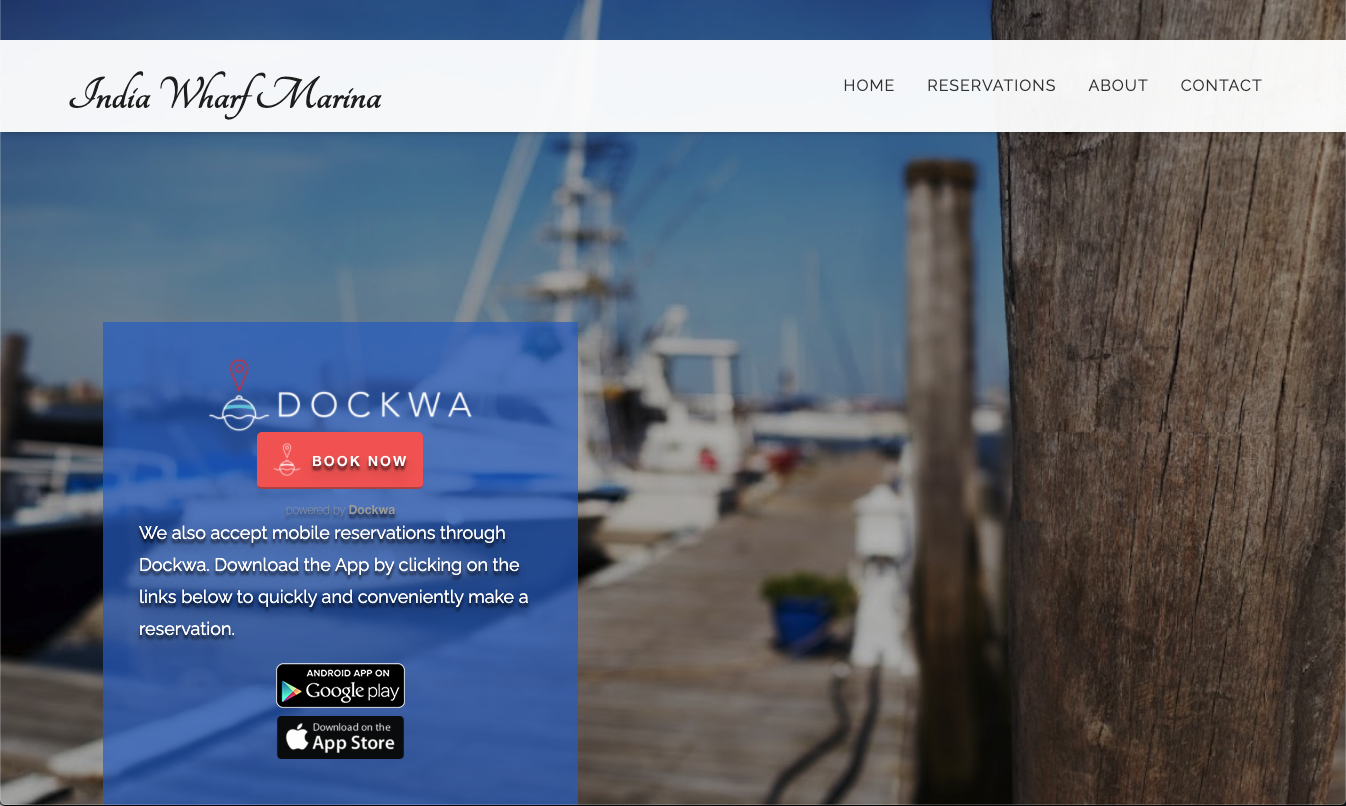 India Wharf Marina
HOME RESERVATIONS ABOUT CONTACT
DOCKWA
BOOK NOW
powered by Dockwa
We also accept mobile reservations through
Dockwa. Download the App by clicking on the
links below to quickly and conveniently make a
reservation.
ANDROID APP ON
Google play
Download on the
App Store